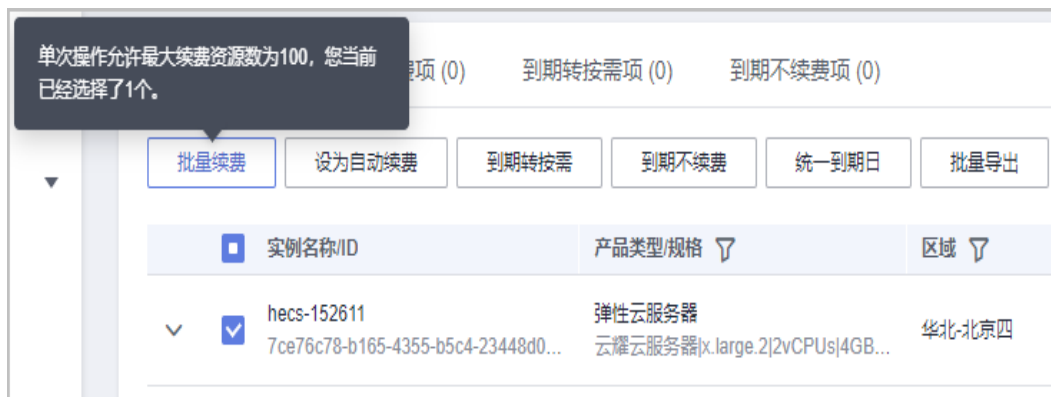 单次操作允许最大续费资源数为100，您当前
已经选择了1个。
费项 (0) 到期转按需项 (0) 到期不续费项 (0)
批量续费 设为自动续费 到期转按需 到期不续费 统一到期日 批量导出
实例名称/ID 产品类型/规格 区域
hecs-152611 弹性云服务器
7ce76c78-b165-4355-b5c4-23448d0... 云耀云服务器|x.large.2|2vCPUs|4GB... 华北-北京四